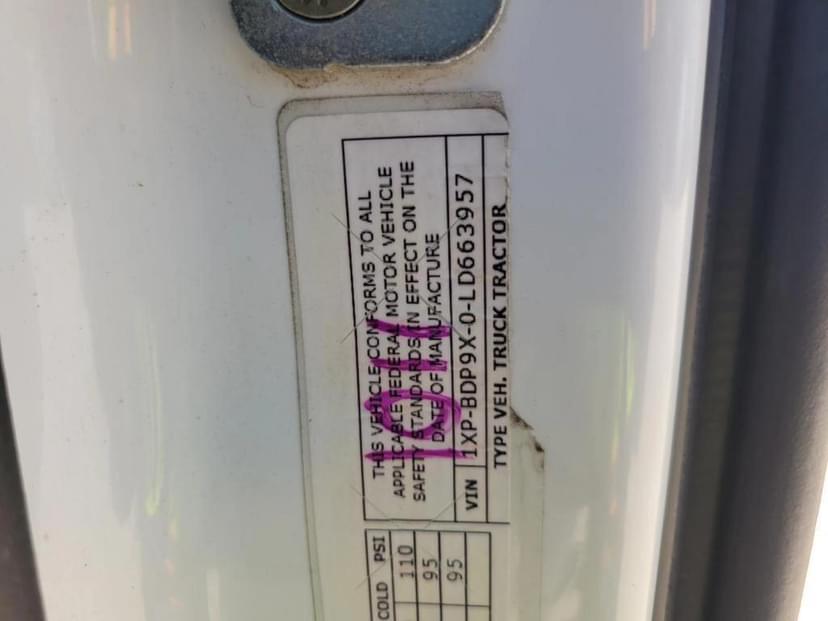 THIS VEHICLE CONFORMS TO ALL
APPLICABLE FEDERAL MOTOR VEHICLE
SAFETY STANDARDS IN EFFECT ON THE
DATE OF MANUFACTURE
VIN 1XP-BDP9X-0-LD663957
TYPE VEH. TRUCK TRACTOR
COLD PSI
110
95
95